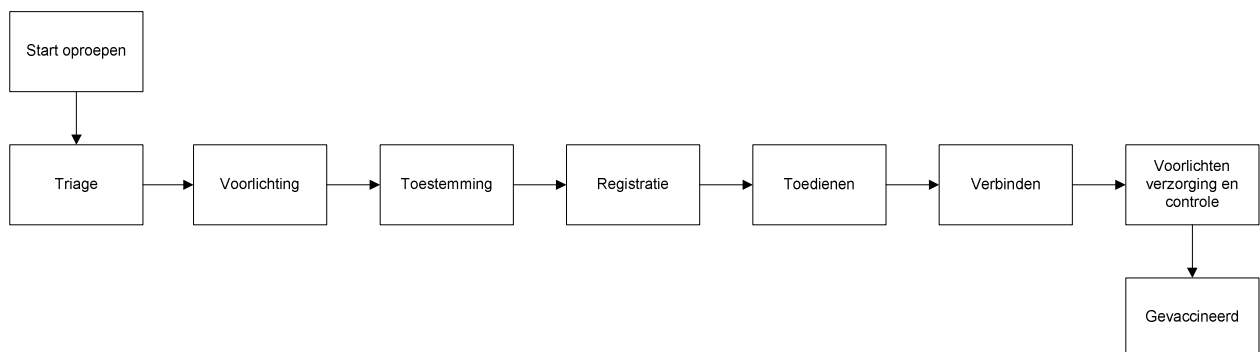 Start oproepen
Triage
Voorlichting
Toestemming
Registratie
Toedienen
Verbinden
Voorlichten
verzorging en
controle
Gevaccineerd